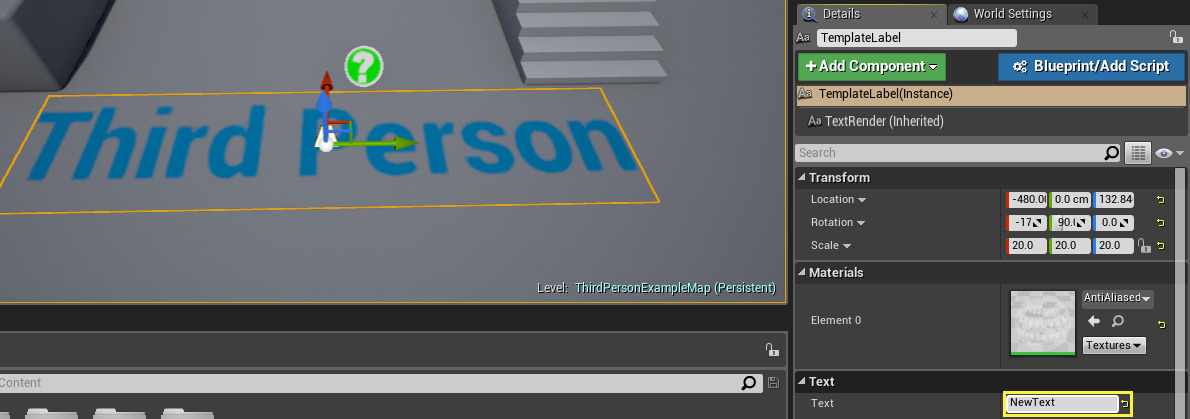 Details
World Settings
TemplateLabel
+Add Component
Blueprint/Add Script
TemplateLabel(Instance)
TextRender (Inherited)
Search
Transform
Location
-480.0 0.0 cm 132.84
Rotation
-17 90.0 0.0
Scale
20.0 20.0 20.0
Materials
Element 0
AntiAliased
Textures
Text
Text
NewText
Third Person
Level: ThirdPersonExampleMap (Persistent)
Content